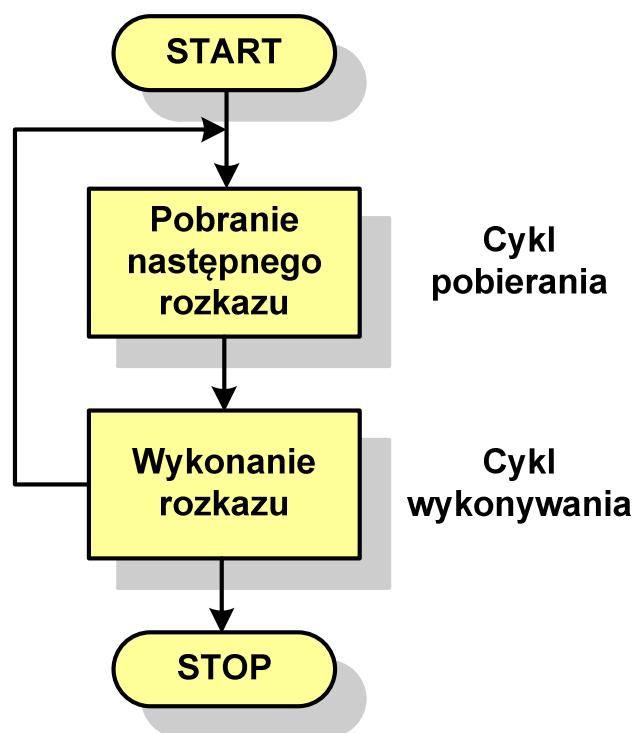 START
Pobranie
następnego
rozkazu
Cykl
pobierania
Wykonanie
rozkazu
Cykl
wykonywania
STOP